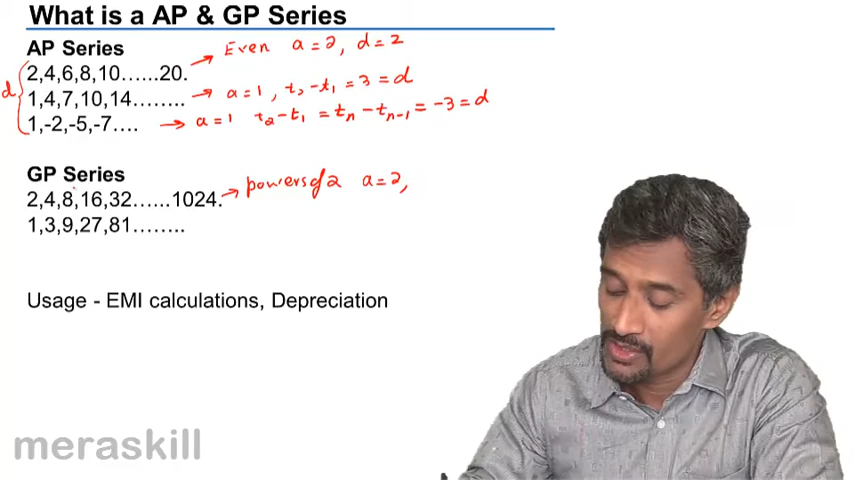 What is a AP & GP Series
AP Series
Even a = 2, d = 2
2,4,6,8,10……20.
1,4,7,10,14……..
a = 1, t₂ - t₁ = 3 = d
1,-2,-5,-7….
a = 1 t₂ - t₁ = tₙ - tₙ₋₁ = -3 = d
d
GP Series
2,4,8,16,32……1024.
powers of 2 a = 2,
1,3,9,27,81……..
Usage - EMI calculations, Depreciation
meraskill